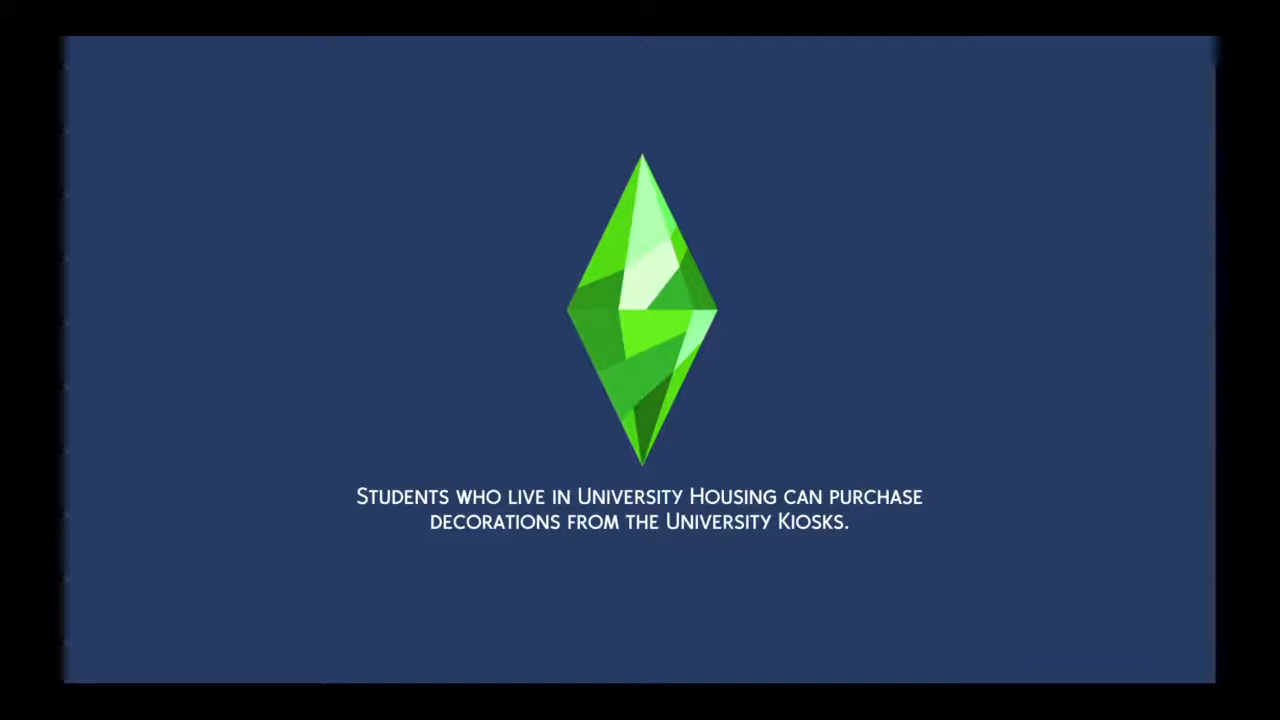 Students who live in University Housing can purchase
decorations from the University Kiosks.